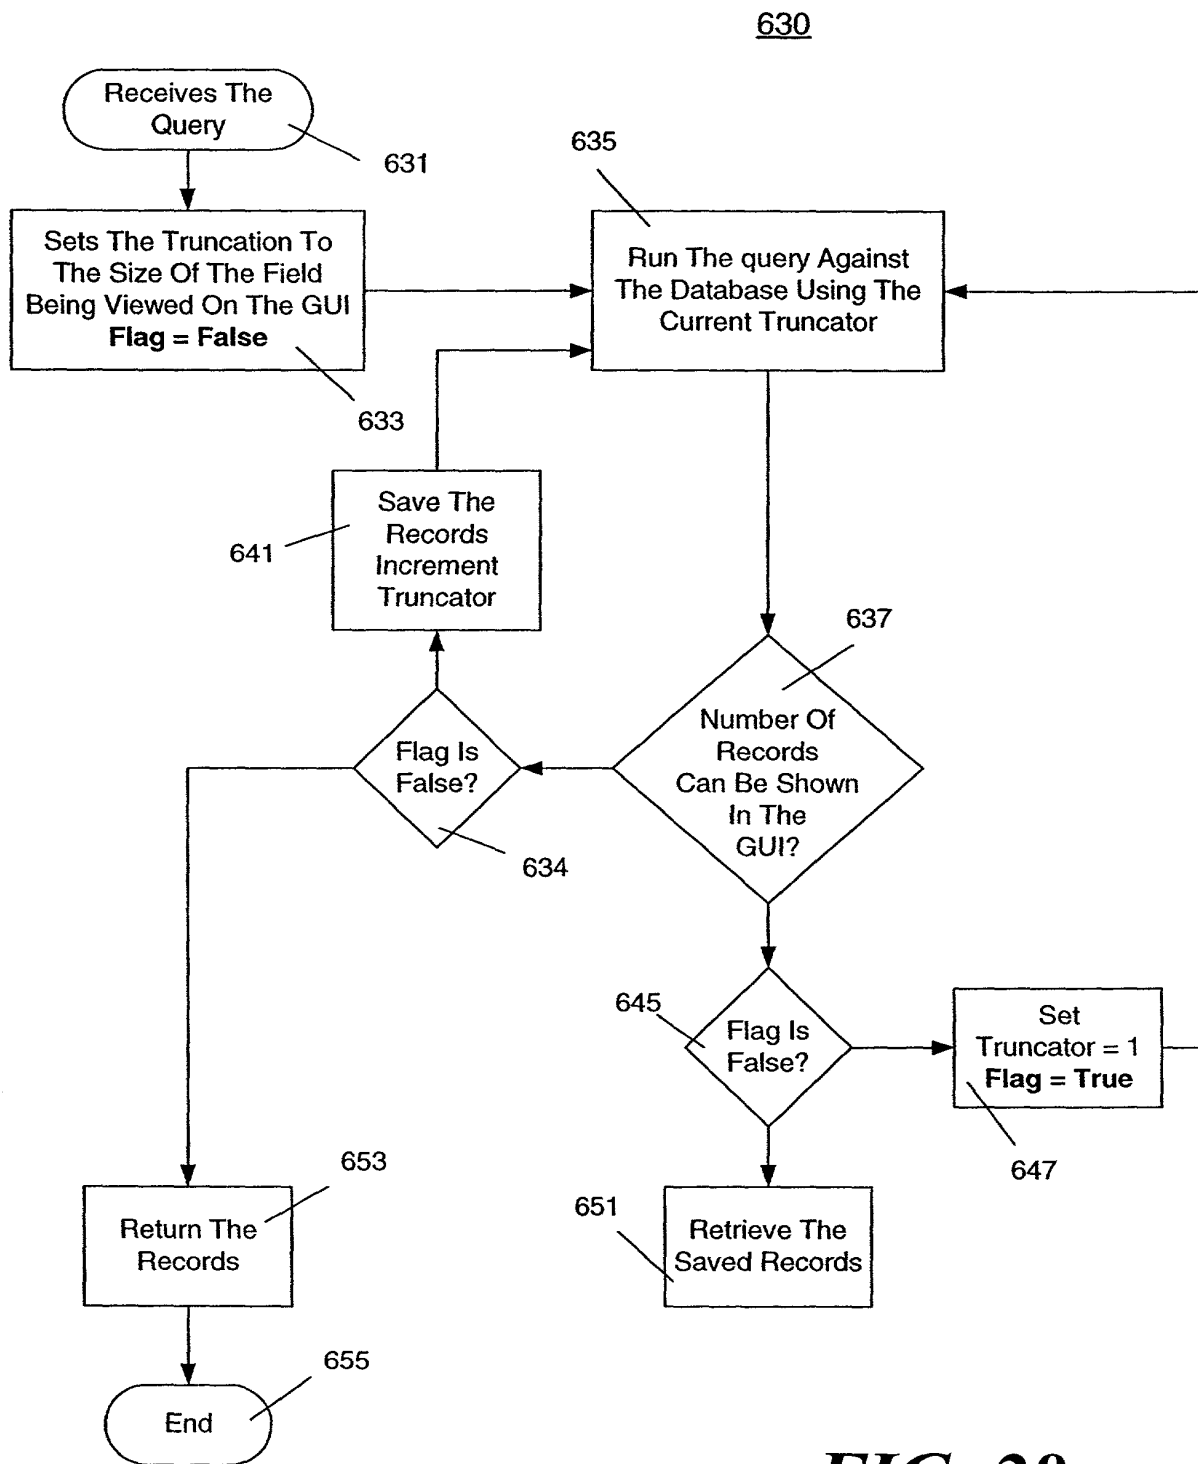 630
Receives The
Query
631
635
Sets The Truncation To
The Size Of The Field
Being Viewed On The GUI
Flag = False
633
Run The query Against
The Database Using The
Current Truncator
Save The
Records
Increment
Truncator
641
637
Number Of
Records
Can Be Shown
In The
GUI?
Flag Is
False?
634
645
Flag Is
False?
Set
Truncator = 1
Flag = True
647
653
Return The
Records
651
Retrieve The
Saved Records
655
End